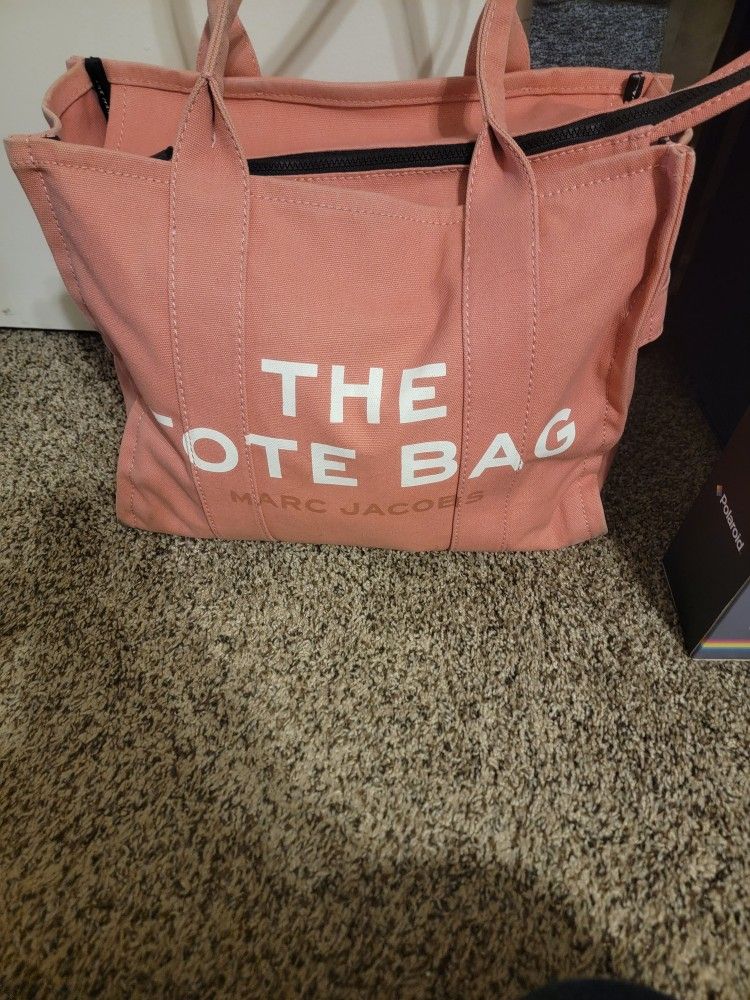 THE
TOTE BAG
MARC JACOBS
Polaroid